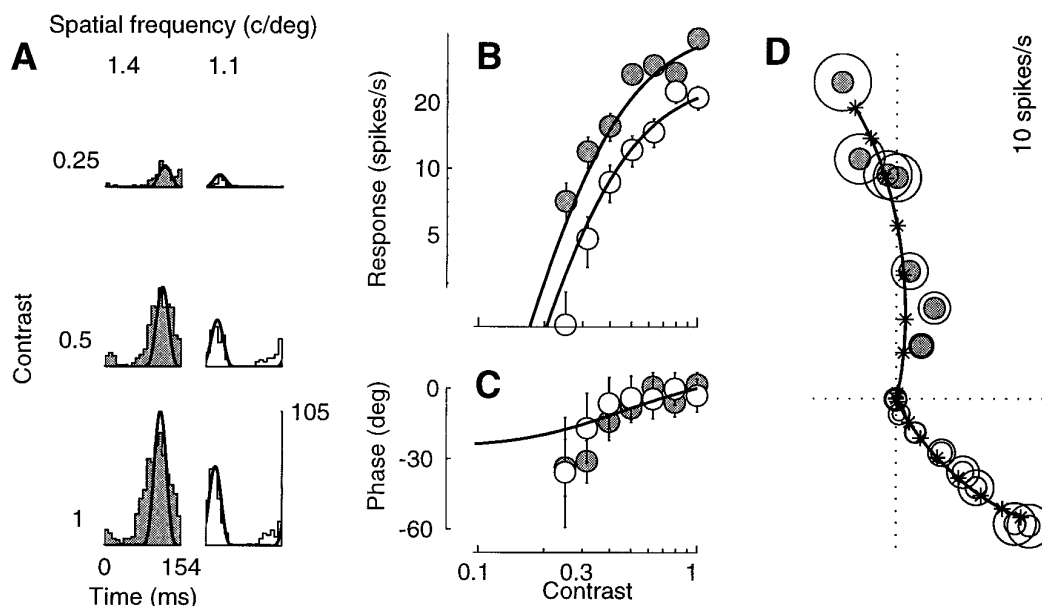 Spatial frequency (c/deg)
A
1.4 1.1
Contrast
0.25
0.5
1
105
0 154
Time (ms)
B
Response (spikes/s)
20
10
5
C
Phase (deg)
0
-30
-60
0.1 0.3 1
Contrast
D
10 spikes/s